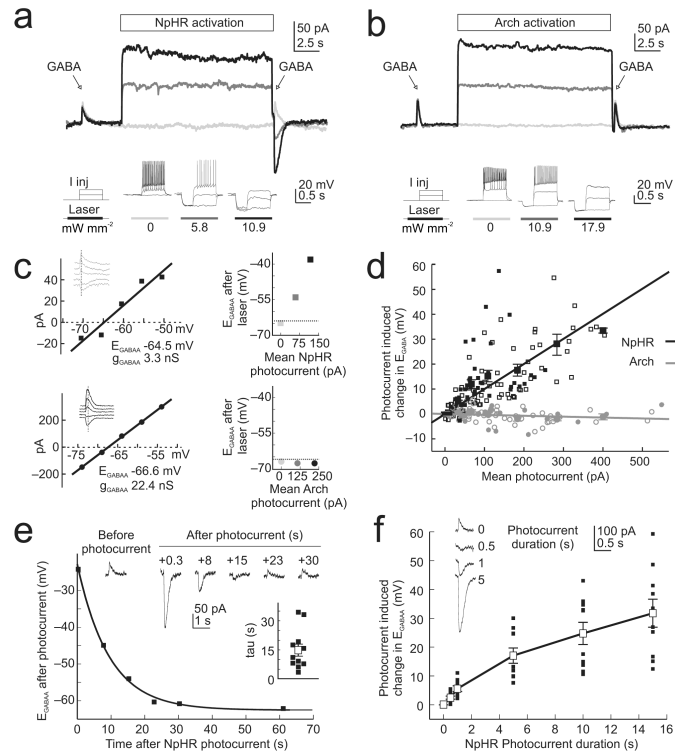 a
NpHR activation
50 pA
2.5 s
GABA
GABA
I inj
Laser
mW mm⁻²
0
5.8
10.9
20 mV
0.5 s
b
Arch activation
50 pA
2.5 s
GABA
GABA
I inj
Laser
mW mm⁻²
0
10.9
17.9
20 mV
0.5 s
c
40
20
0
−20
pA
−70
−60
−50 mV
E_GABAA -64.5 mV
g_GABAA 3.3 nS
−40
−55
−70
E_GABAA after laser (mV)
0
75
150
Mean NpHR photocurrent (pA)
200
0
−200
pA
−75
−65
−55 mV
E_GABAA -66.6 mV
g_GABAA 22.4 nS
−40
−55
−70
E_GABAA after laser (mV)
0
125
250
Mean Arch photocurrent (pA)
d
60
50
40
30
20
10
0
−10
Photocurrent induced change in E_GABA (mV)
0
100
200
300
400
500
Mean photocurrent (pA)
NpHR
Arch
e
Before photocurrent
After photocurrent (s)
+0.3
+8
+15
+23
+30
50 pA
1 s
−30
−40
−50
−60
E_GABAA after photocurrent (mV)
0
10
20
30
40
50
60
70
Time after NpHR photocurrent (s)
30
15
0
tau (s)
f
Photocurrent duration (s)
0
0.5
1
5
100 pA
0.5 s
60
50
40
30
20
10
0
Photocurrent induced change in E_GABAA (mV)
0
2
4
6
8
10
12
14
16
NpHR Photocurrent duration (s)